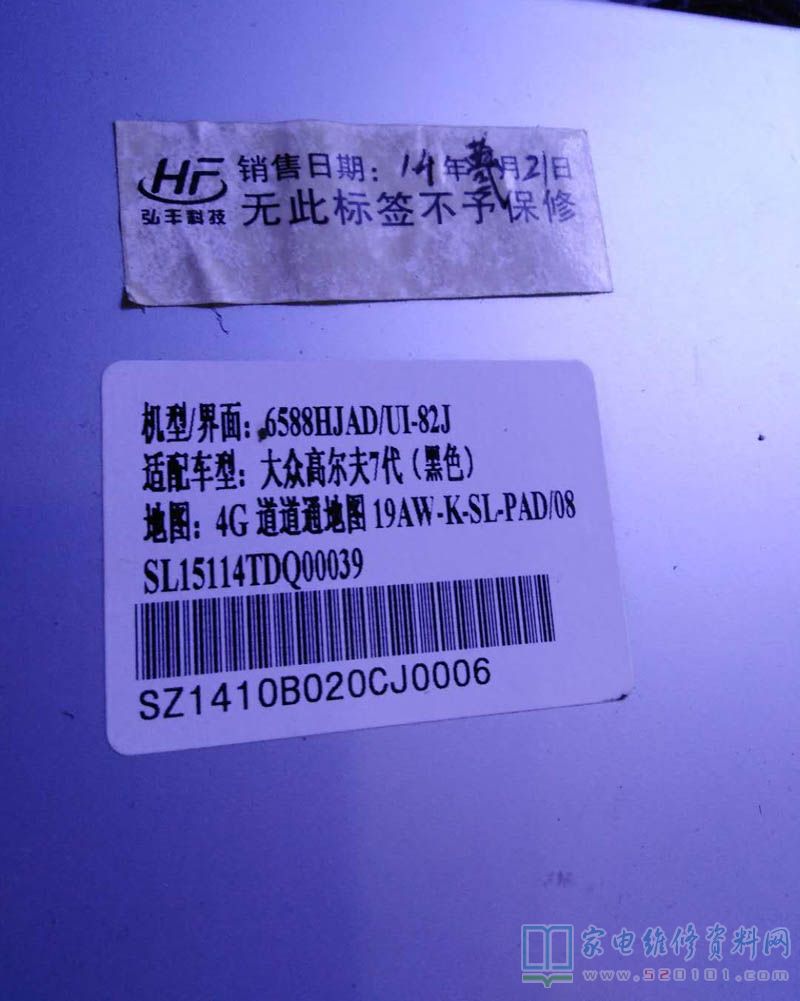 HF
弘丰科技
销售日期：14年 月21日
无此标签不予保修
机型/界面：6588HJAD/UI-82J
适配车型：大众高尔夫7代（黑色）
地图：4G 道道通地图 19AW-K-SL-PAD/08
SL15114TDQ00039
SZ1410B020CJ0006
家电维修资料网
www.520101.com